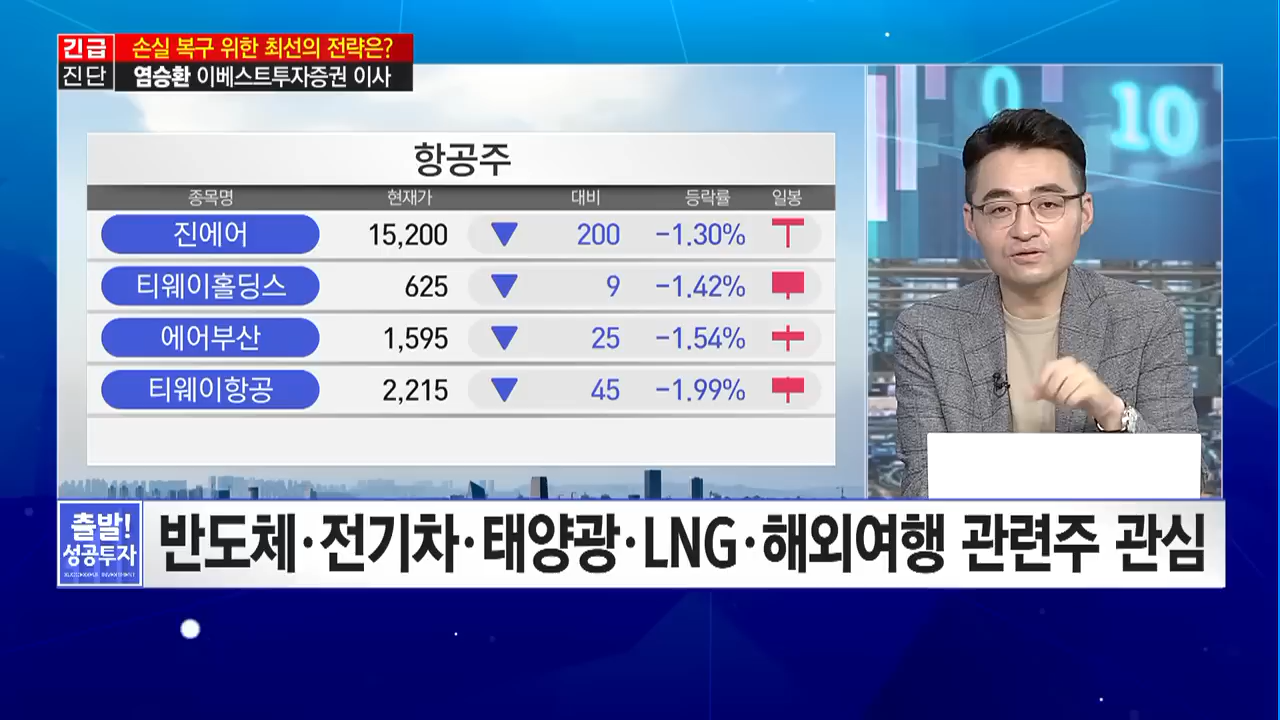 긴급
진단
손실 복구 위한 최선의 전략은?
염승환 이베스트투자증권 이사
항공주
종목명 현재가 대비 등락률 일봉
진에어 15,200 ▼ 200 -1.30%
티웨이홀딩스 625 ▼ 9 -1.42%
에어부산 1,595 ▼ 25 -1.54%
티웨이항공 2,215 ▼ 45 -1.99%
0 10
출발!
성공투자
반도체·전기차·태양광·LNG·해외여행 관련주 관심